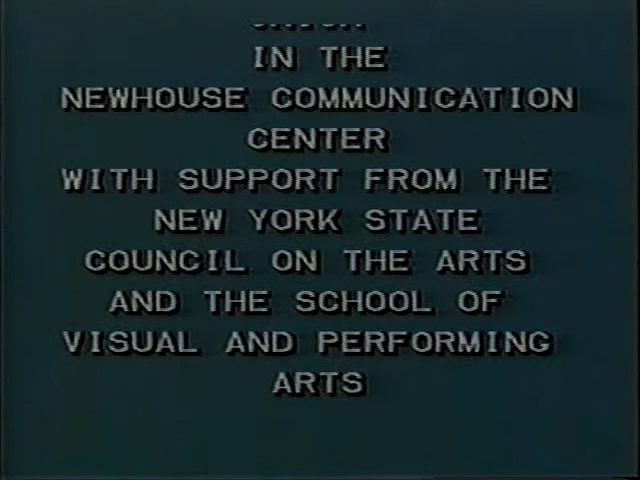 IN THE
NEWHOUSE COMMUNICATION
CENTER
WITH SUPPORT FROM THE
NEW YORK STATE
COUNCIL ON THE ARTS
AND THE SCHOOL OF
VISUAL AND PERFORMING
ARTS